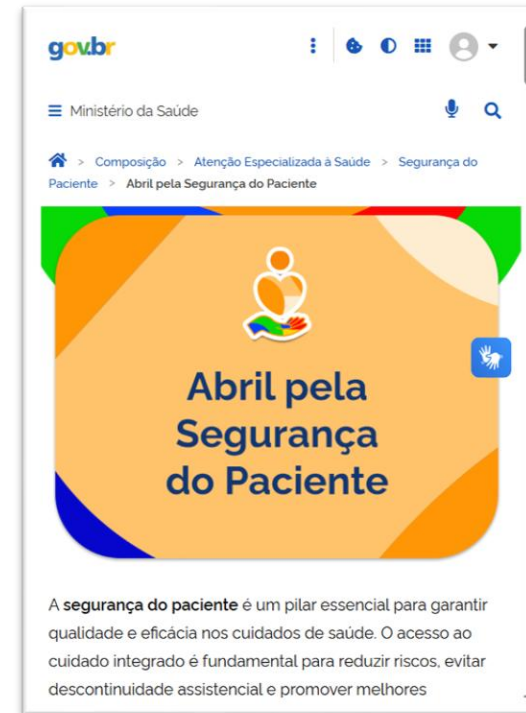 gov.br
Ministério da Saúde
> Composição > Atenção Especializada à Saúde > Segurança do
Paciente > Abril pela Segurança do Paciente
Abril pela
Segurança
do Paciente
A segurança do paciente é um pilar essencial para garantir
qualidade e eficácia nos cuidados de saúde. O acesso ao
cuidado integrado é fundamental para reduzir riscos, evitar
descontinuidade assistencial e promover melhores